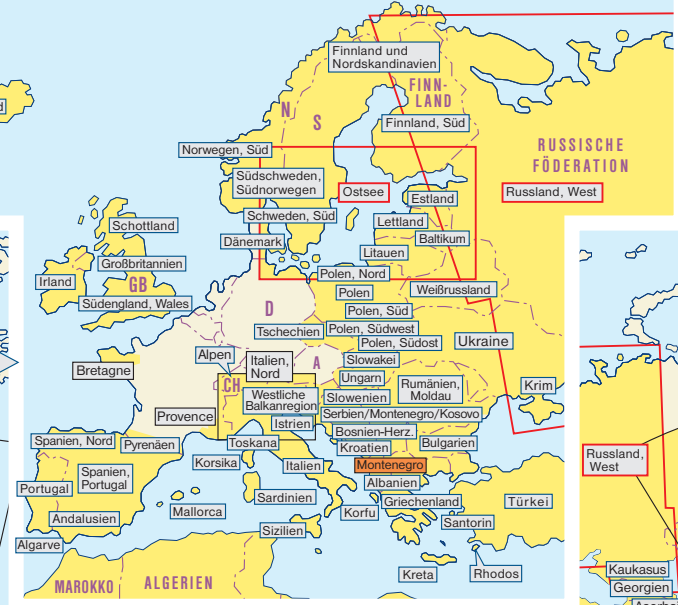 Finnland und
Nordskandinavien
FINN-
LAND
N
S
Finnland, Süd
RUSSISCHE
FÖDERATION
Norwegen, Süd
Südschweden,
Südnorwegen
Ostsee
Russland, West
Estland
Schweden, Süd
Schottland
Lettland
Baltikum
Dänemark
Litauen
Großbritannien
Irland
GB
Polen, Nord
Südengland, Wales
Polen
Weißrussland
D
Polen, Süd
Tschechien
Polen, Südwest
Polen, Südost
Ukraine
Alpen
Italien,
Nord
A
Slowakei
Bretagne
CH
Ungarn
Rumänien,
Moldau
Krim
Westliche
Balkanregion
Slowenien
Provence
Serbien/Montenegro/Kosovo
Istrien
Bosnien-Herz.
Spanien, Nord
Pyrenäen
Toskana
Kroatien
Bulgarien
Russland,
West
Korsika
Italien
Montenegro
Spanien,
Portugal
Albanien
Portugal
Sardinien
Griechenland
Türkei
Mallorca
Korfu
Andalusien
Santorin
Sizilien
Algarve
Kreta
Rhodos
Kaukasus
MAROKKO
ALGERIEN
Georgien